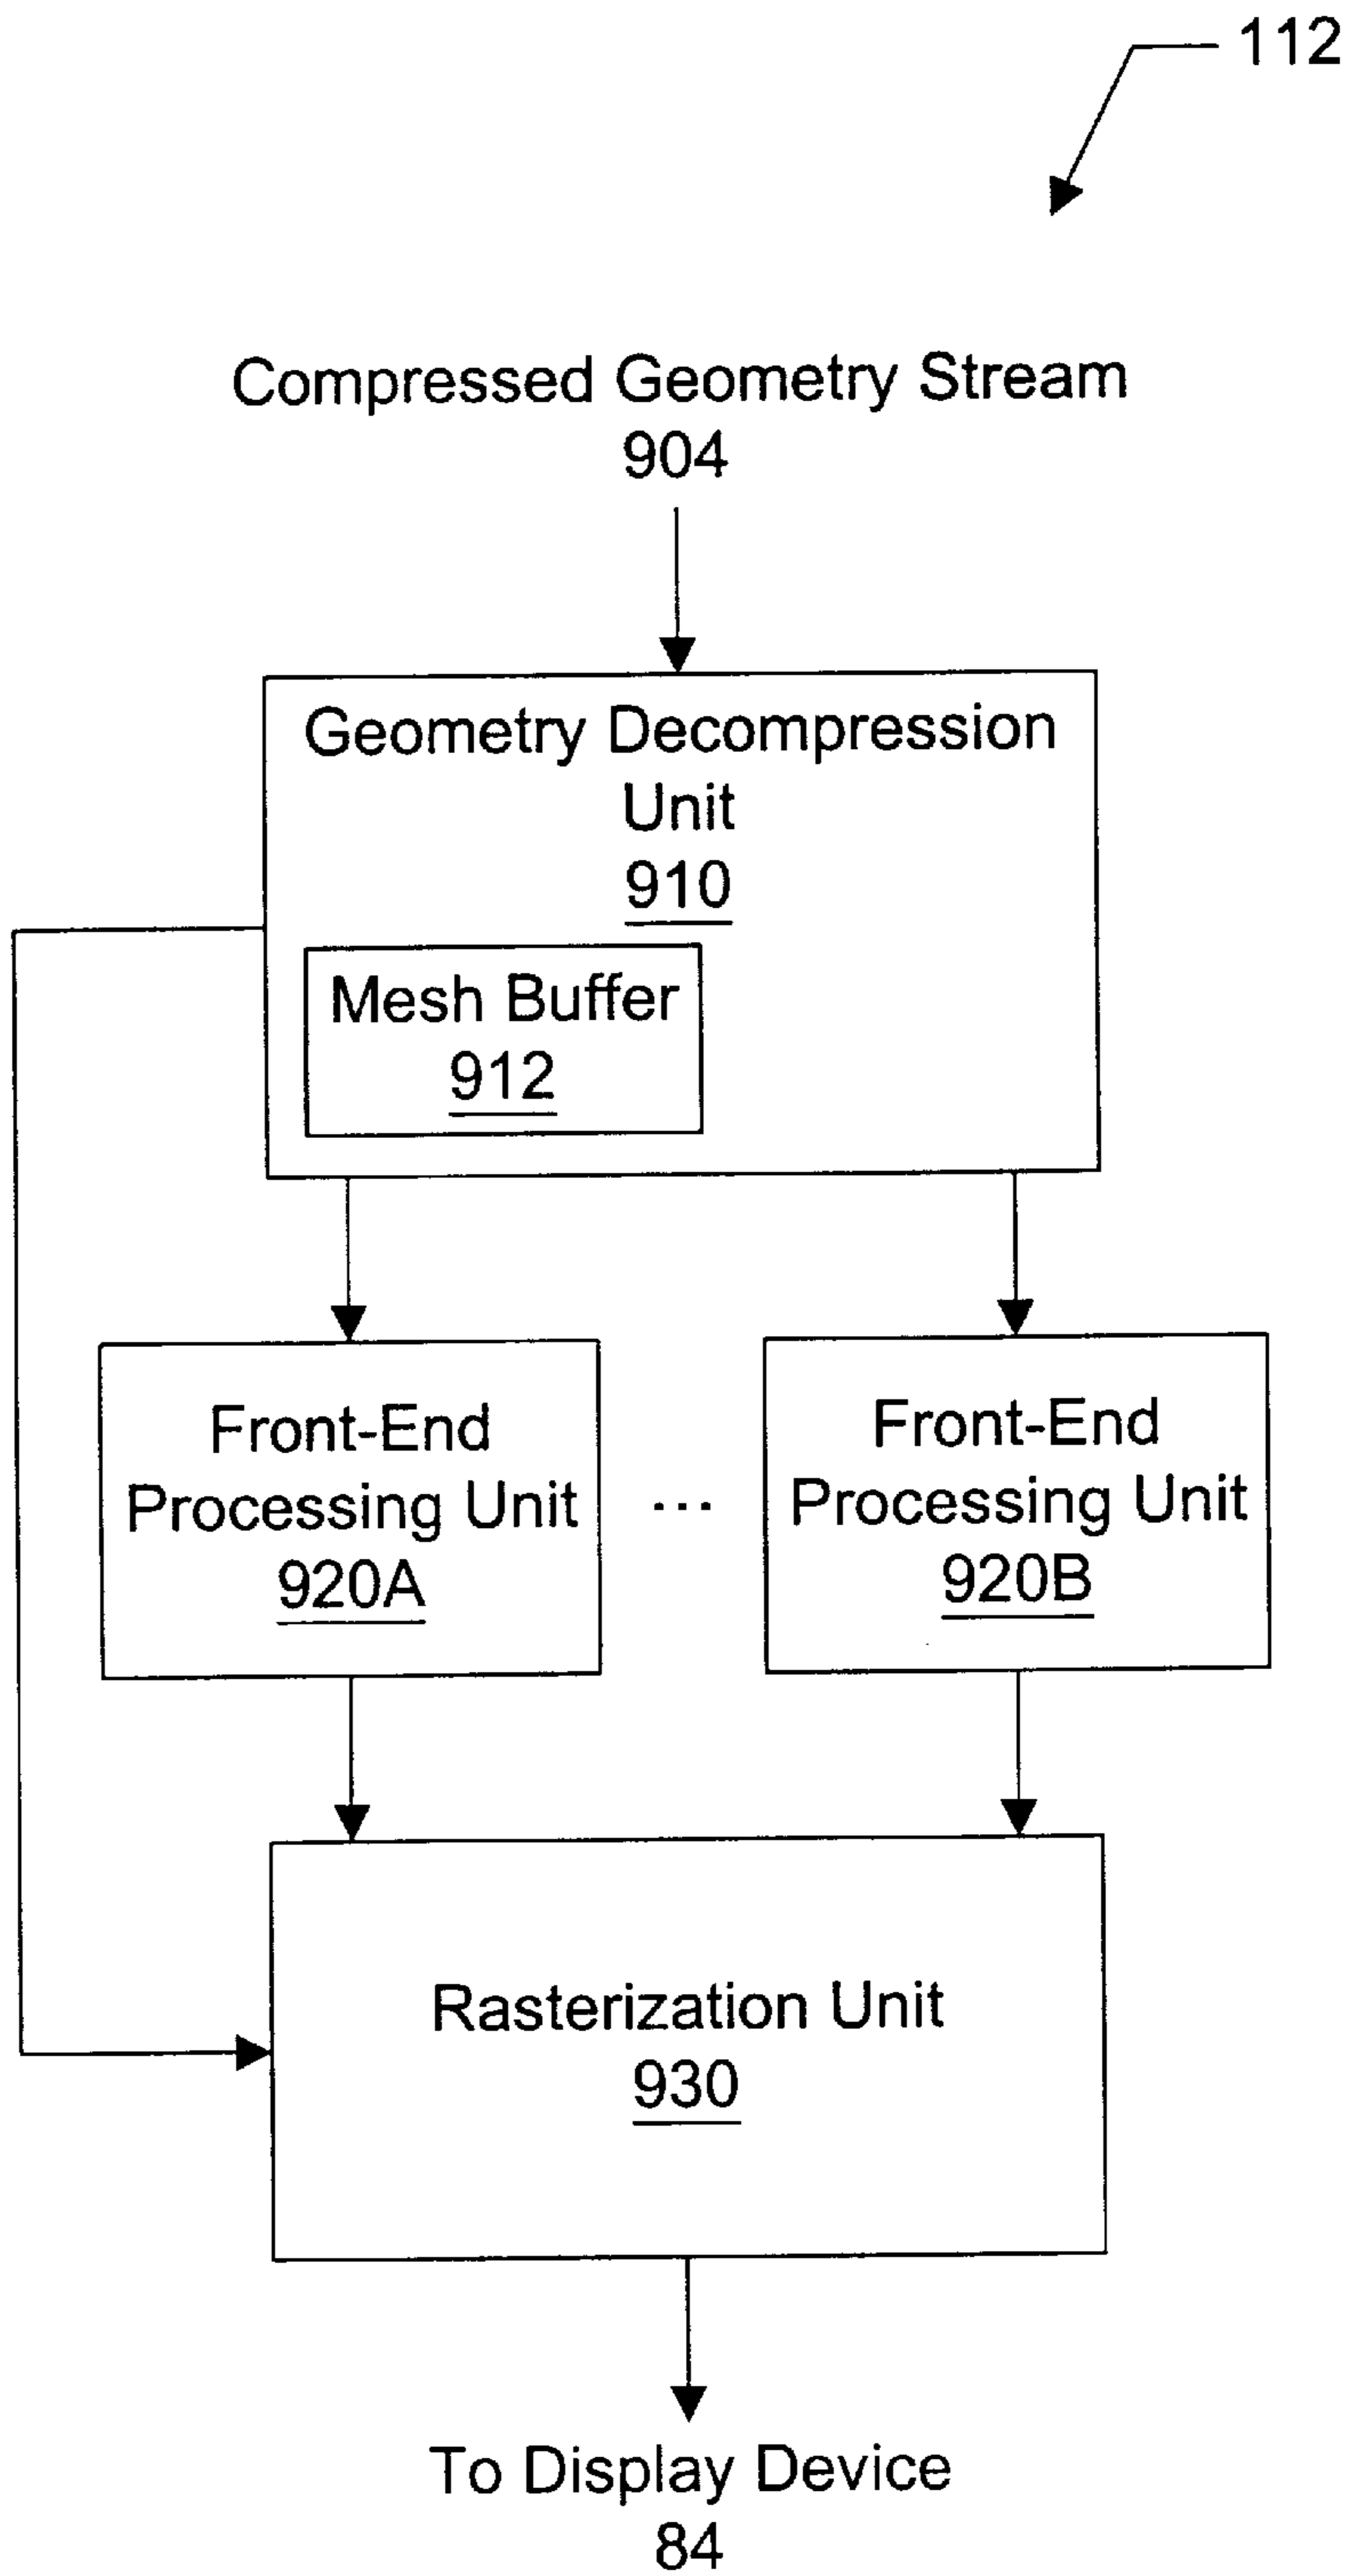 112
Compressed Geometry Stream
904
Geometry Decompression
Unit
910
Mesh Buffer
912
Front-End
Processing Unit
920A
...
Front-End
Processing Unit
920B
Rasterization Unit
930
To Display Device
84